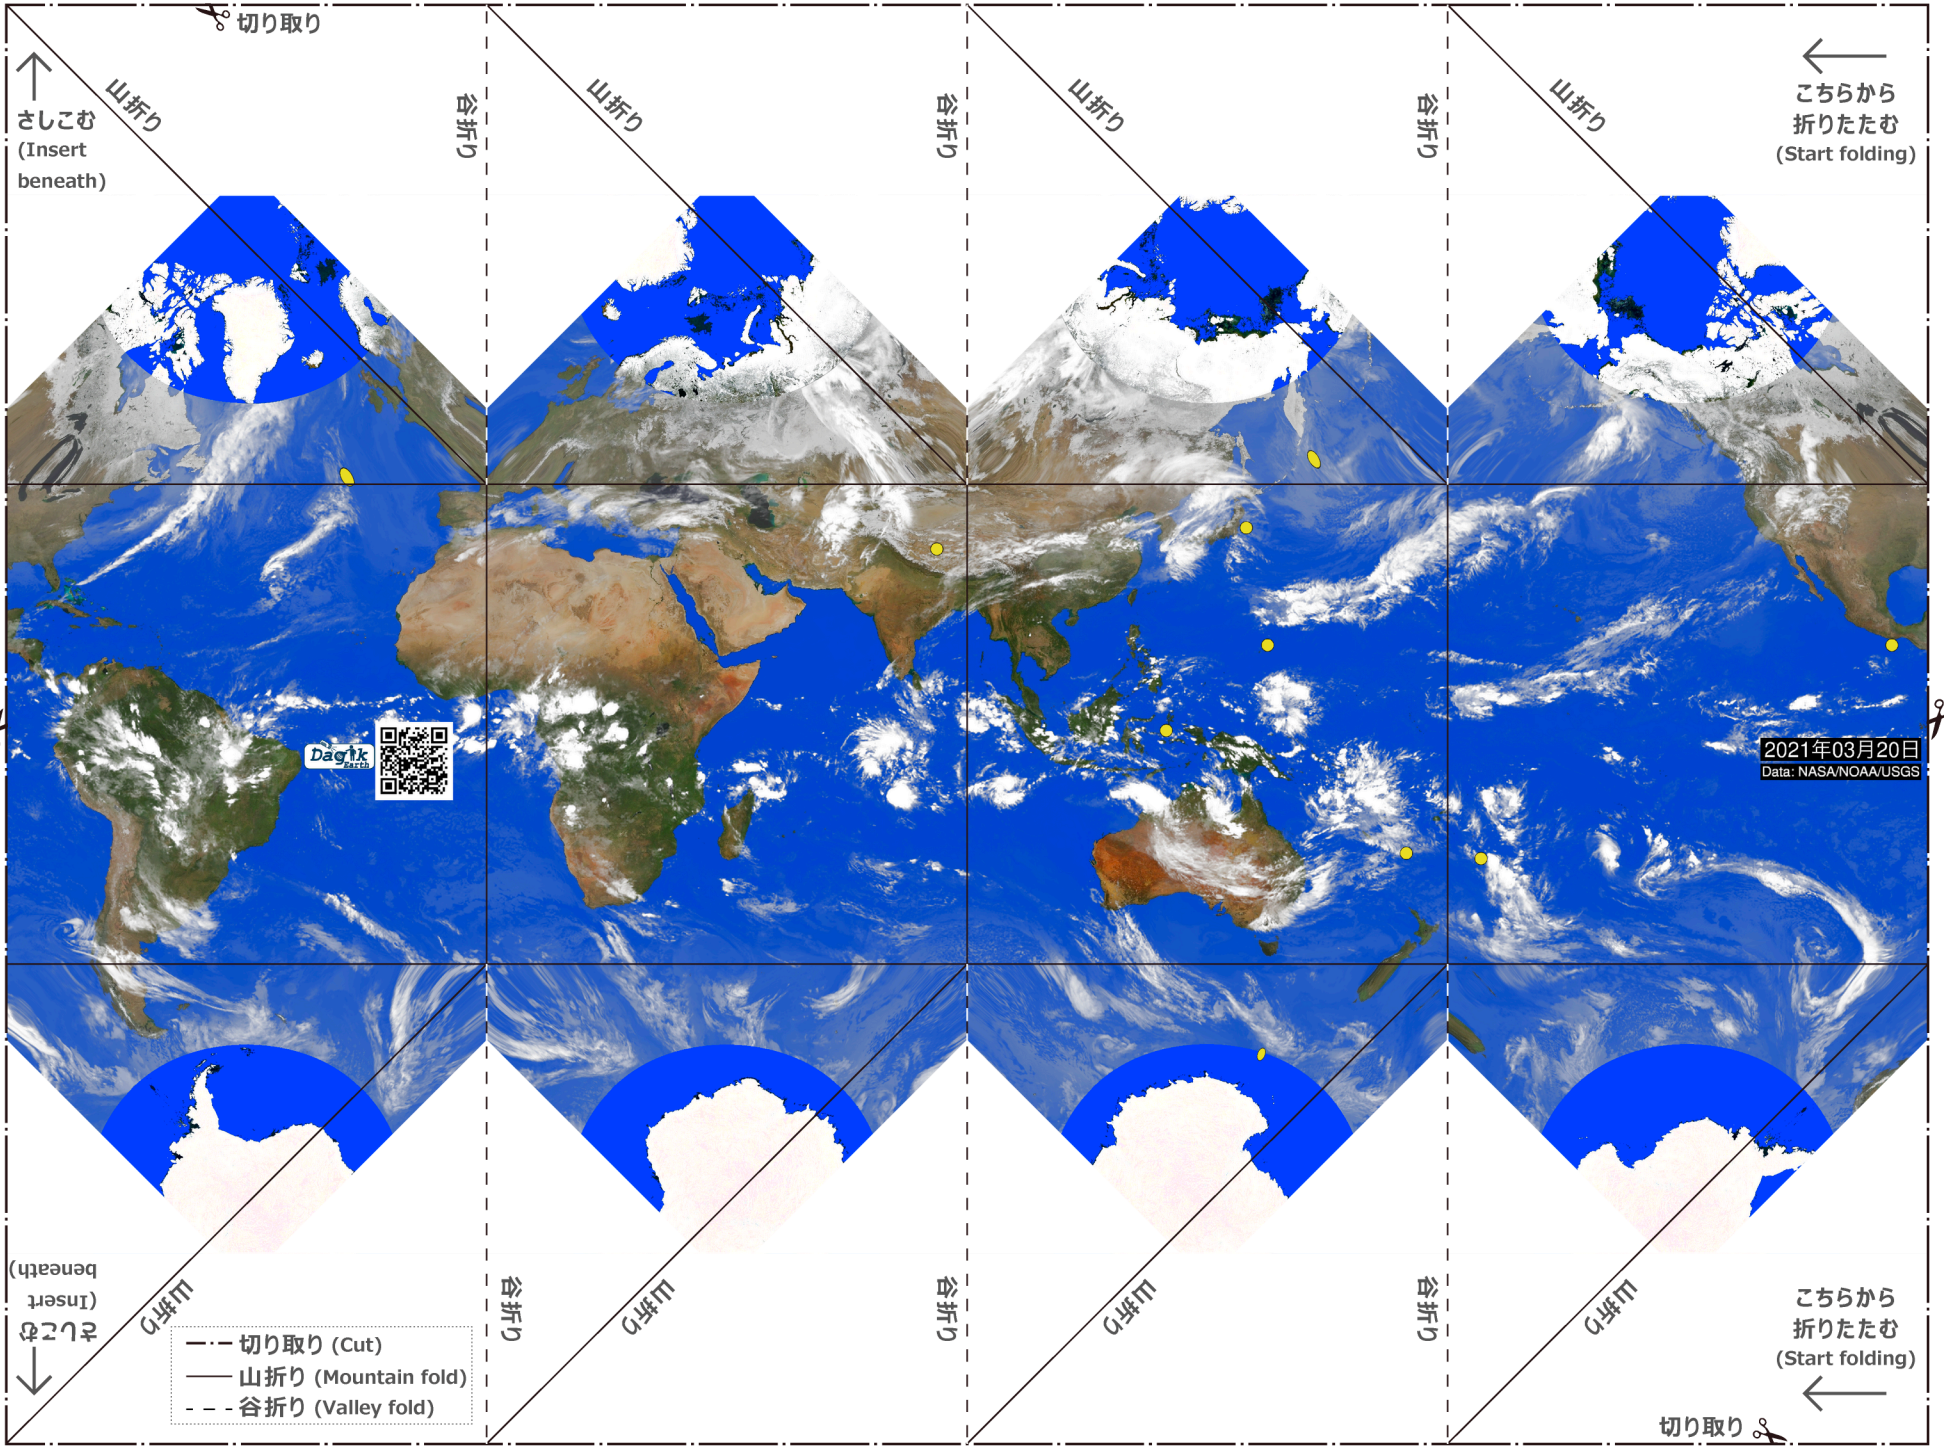 切り取り
さしこむ
(Insert
beneath)
山折り
谷折り
山折り
谷折り
山折り
谷折り
山折り
こちらから
折りたたむ
(Start folding)
Dagik
Earth
2021年03月20日
Data: NASA/NOAA/USGS
さしこむ
(Insert
beneath)
山折り
谷折り
山折り
谷折り
山折り
谷折り
山折り
こちらから
折りたたむ
(Start folding)
切り取り (Cut)
山折り (Mountain fold)
谷折り (Valley fold)
切り取り